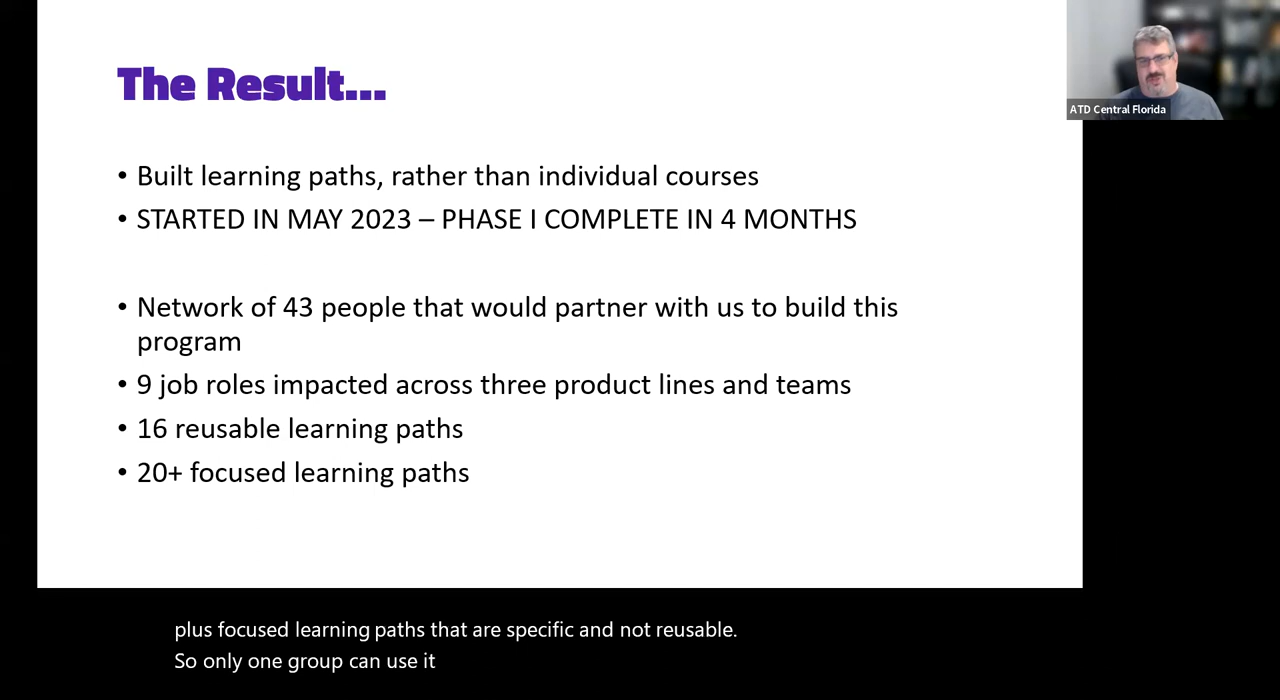 The Result...
• Built learning paths, rather than individual courses
• STARTED IN MAY 2023 – PHASE I COMPLETE IN 4 MONTHS
• Network of 43 people that would partner with us to build this
program
• 9 job roles impacted across three product lines and teams
• 16 reusable learning paths
• 20+ focused learning paths
ATD Central Florida
plus focused learning paths that are specific and not reusable.
So only one group can use it